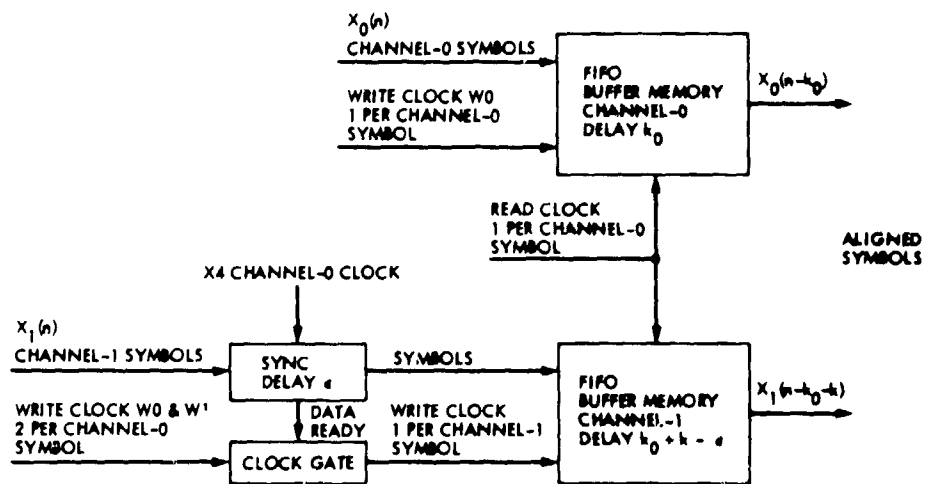 X₀(n)
CHANNEL-0 SYMBOLS
WRITE CLOCK W0
1 PER CHANNEL-0
SYMBOL
FIFO
BUFFER MEMORY
CHANNEL-0
DELAY k₀
X₀(n-k₀)
READ CLOCK
1 PER CHANNEL-0
SYMBOL
ALIGNED
SYMBOLS
X4 CHANNEL-0 CLOCK
X₁(n)
CHANNEL-1 SYMBOLS
SYNC
DELAY ϵ
SYMBOLS
WRITE CLOCK W0 & W1
2 PER CHANNEL-0
SYMBOL
DATA
READY
CLOCK GATE
WRITE CLOCK
1 PER CHANNEL-1
SYMBOL
FIFO
BUFFER MEMORY
CHANNEL-1
DELAY k₀ + k - ϵ
X₁(n-k₀-k)